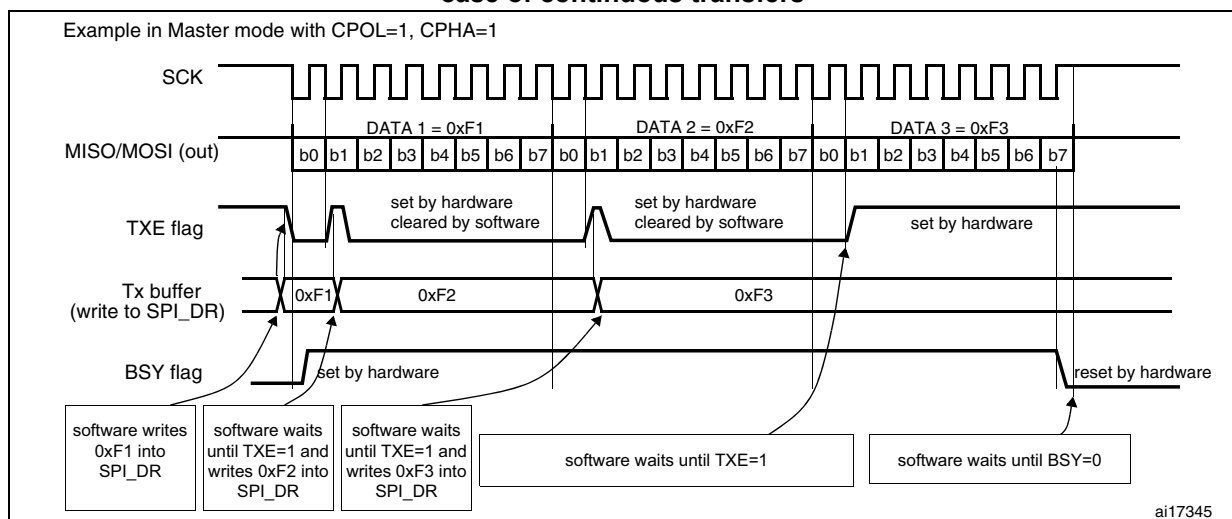 case of continuous transfers
Example in Master mode with CPOL=1, CPHA=1
SCK
DATA 1 = 0xF1
DATA 2 = 0xF2
DATA 3 = 0xF3
MISO/MOSI (out)
b0 b1 b2 b3 b4 b5 b6 b7 b0 b1 b2 b3 b4 b5 b6 b7 b0 b1 b2 b3 b4 b5 b6 b7
TXE flag
set by hardware
cleared by software
set by hardware
cleared by software
set by hardware
Tx buffer
(write to SPI_DR)
0xF1
0xF2
0xF3
BSY flag
set by hardware
reset by hardware
software writes
0xF1 into
SPI_DR
software waits
until TXE=1 and
writes 0xF2 into
SPI_DR
software waits
until TXE=1 and
writes 0xF3 into
SPI_DR
software waits until TXE=1
software waits until BSY=0
ai17345